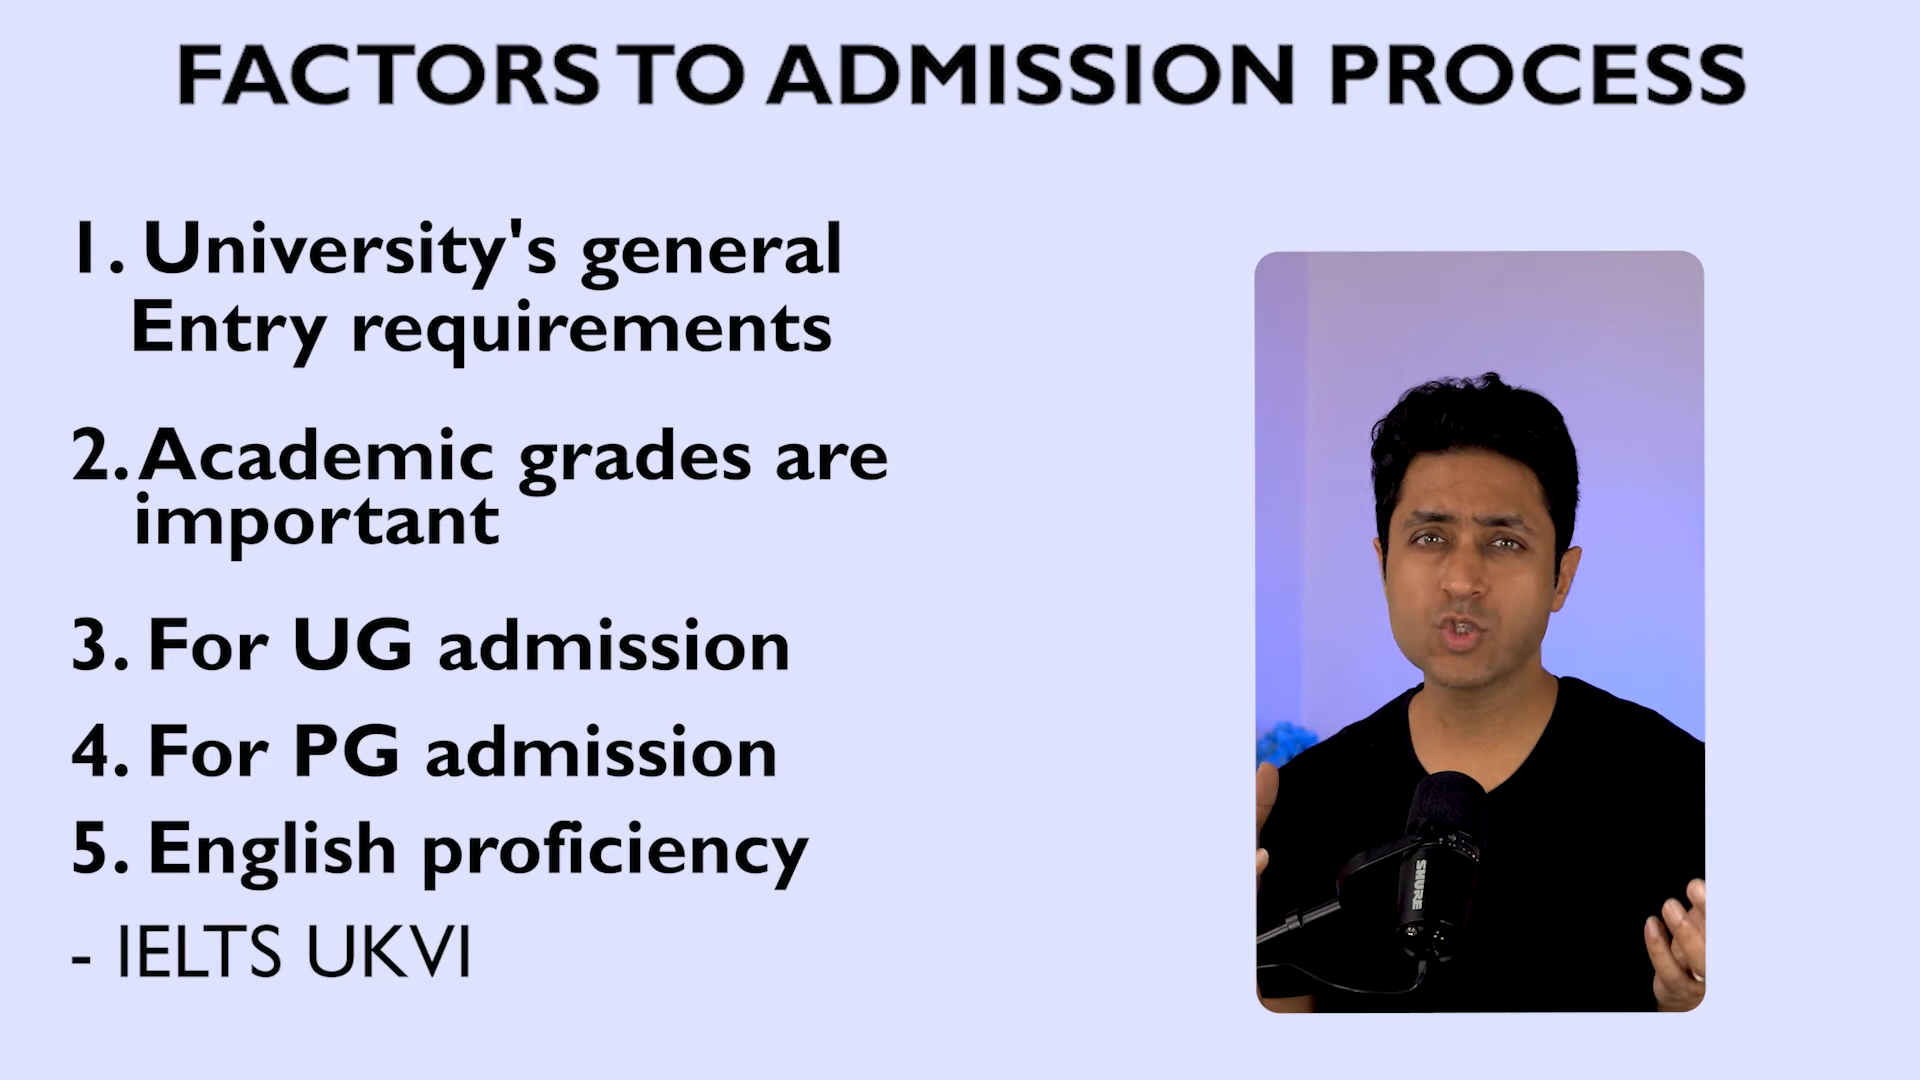 FACTORS TO ADMISSION PROCESS
1. University's general
Entry requirements
2. Academic grades are
important
3. For UG admission
4. For PG admission
5. English proficiency
- IELTS UKVI
SHURE